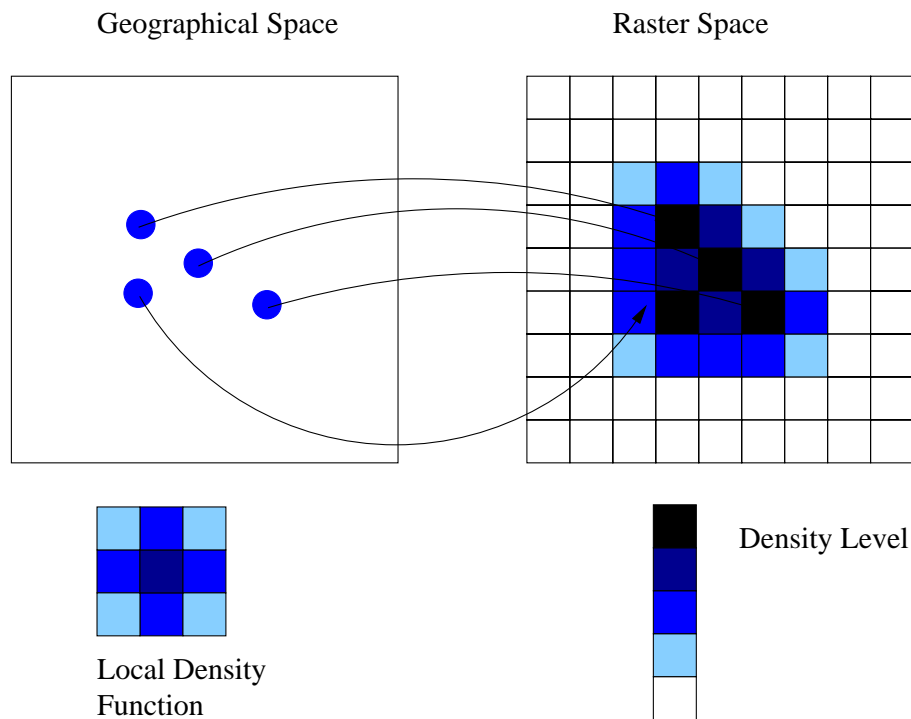 Geographical Space
Raster Space
Density Level
Local Density
Function